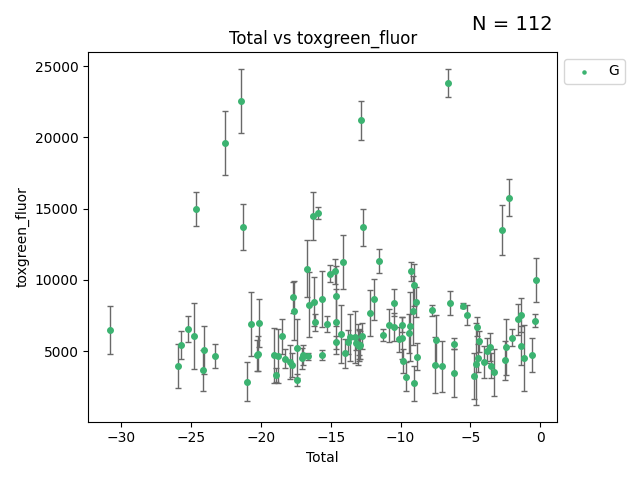 N = 112
Total vs toxgreen_fluor
G
25000
20000
15000
10000
5000
toxgreen_fluor
−30 −25 −20 −15 −10 −5 0
Total